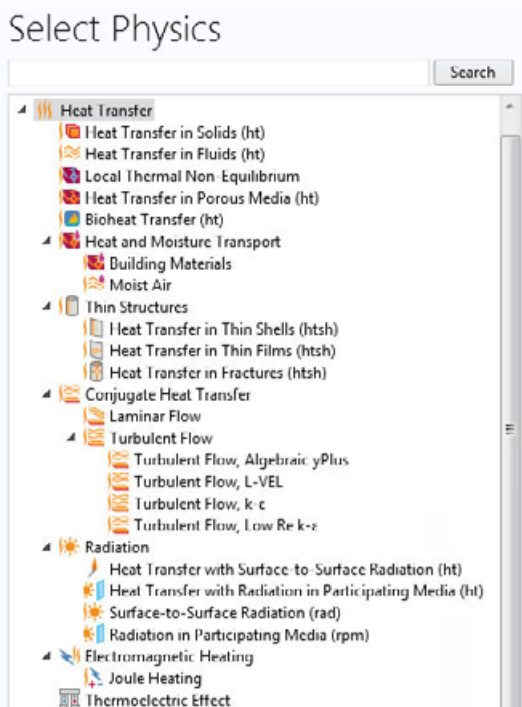 Select Physics
Search
Heat Transfer
Heat Transfer in Solids (ht)
Heat Transfer in Fluids (ht)
Local Thermal Non-Equilibrium
Heat Transfer in Porous Media (ht)
Bioheat Transfer (ht)
Heat and Moisture Transport
Building Materials
Moist Air
Thin Structures
Heat Transfer in Thin Shells (htsh)
Heat Transfer in Thin Films (htsh)
Heat Transfer in Fractures (htsh)
Conjugate Heat Transfer
Laminar Flow
Turbulent Flow
Turbulent Flow, Algebraic yPlus
Turbulent Flow, L-VEL
Turbulent Flow, k-ε
Turbulent Flow, Low Re k-ε
Radiation
Heat Transfer with Surface-to-Surface Radiation (ht)
Heat Transfer with Radiation in Participating Media (ht)
Surface-to-Surface Radiation (rad)
Radiation in Participating Media (rpm)
Electromagnetic Heating
Joule Heating
Thermoelectric Effect